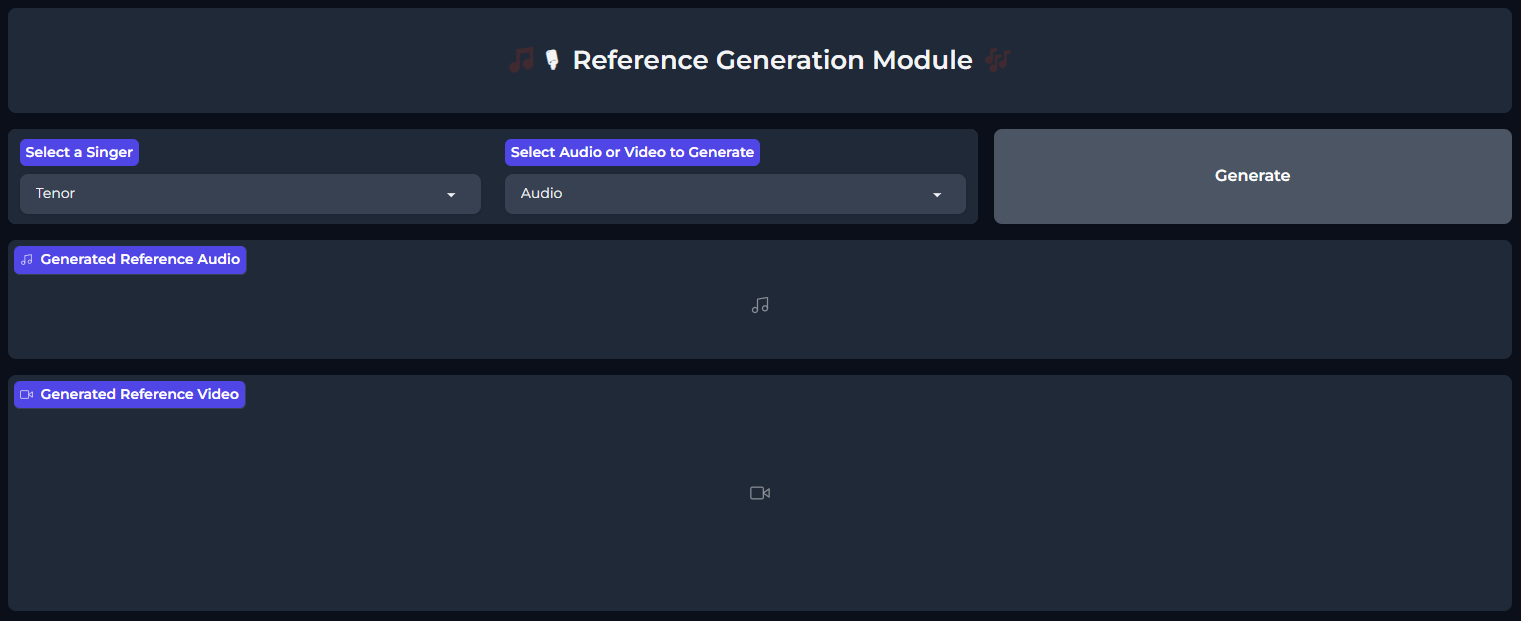 Reference Generation Module
Select a Singer
Select Audio or Video to Generate
Tenor
Audio
Generate
Generated Reference Audio
Generated Reference Video